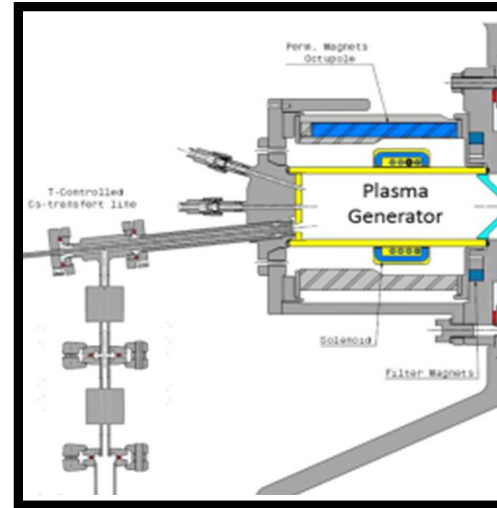 Perm. Magnets
Octupole
T-Controlled
Cs-transfert line
Plasma
Generator
Solenoid
Filter Magnets